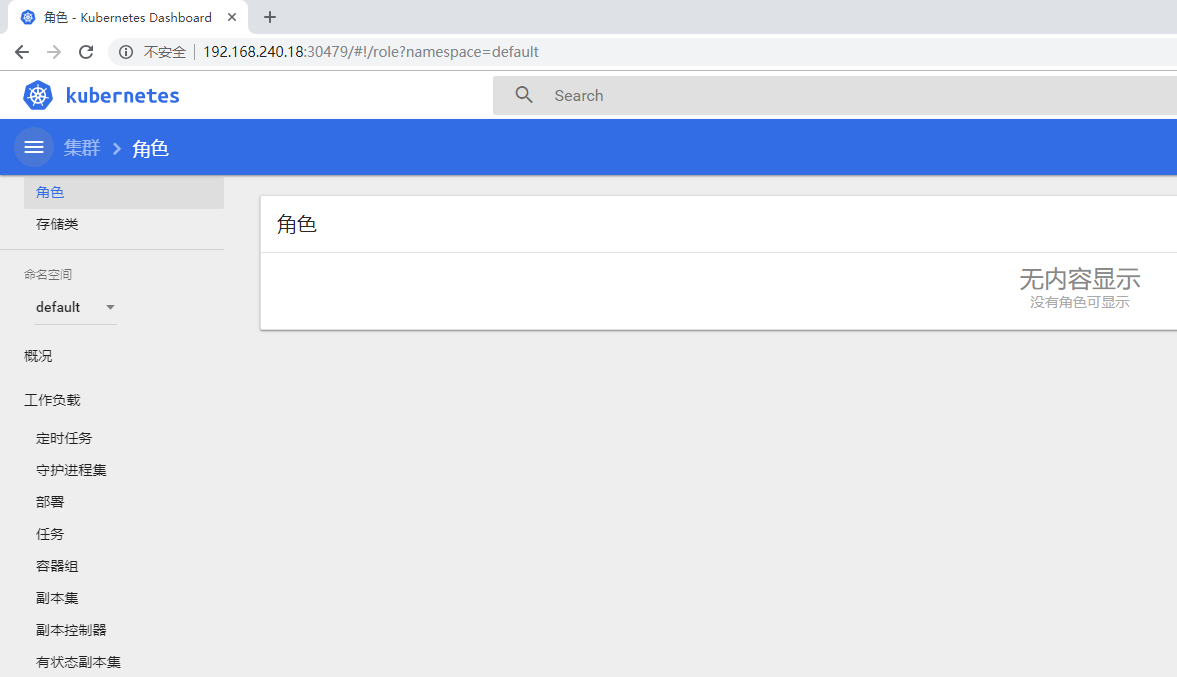 角色 - Kubernetes Dashboard
不安全 192.168.240.18:30479/#!/role?namespace=default
kubernetes
Search
集群 > 角色
角色
存储类
命名空间
default
概况
工作负载
定时任务
守护进程集
部署
任务
容器组
副本集
副本控制器
有状态副本集
角色
无内容显示
没有角色可显示